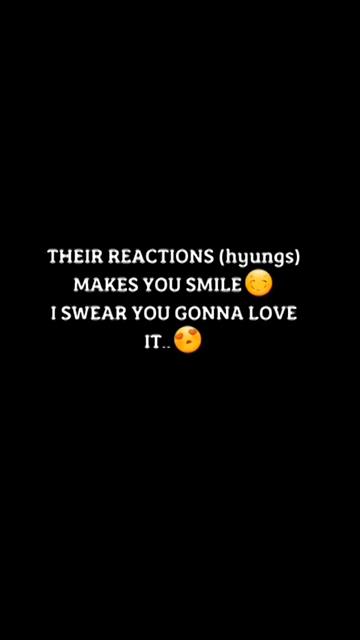 THEIR REACTIONS (hyungs)
MAKES YOU SMILE😊
I SWEAR YOU GONNA LOVE
IT..😍